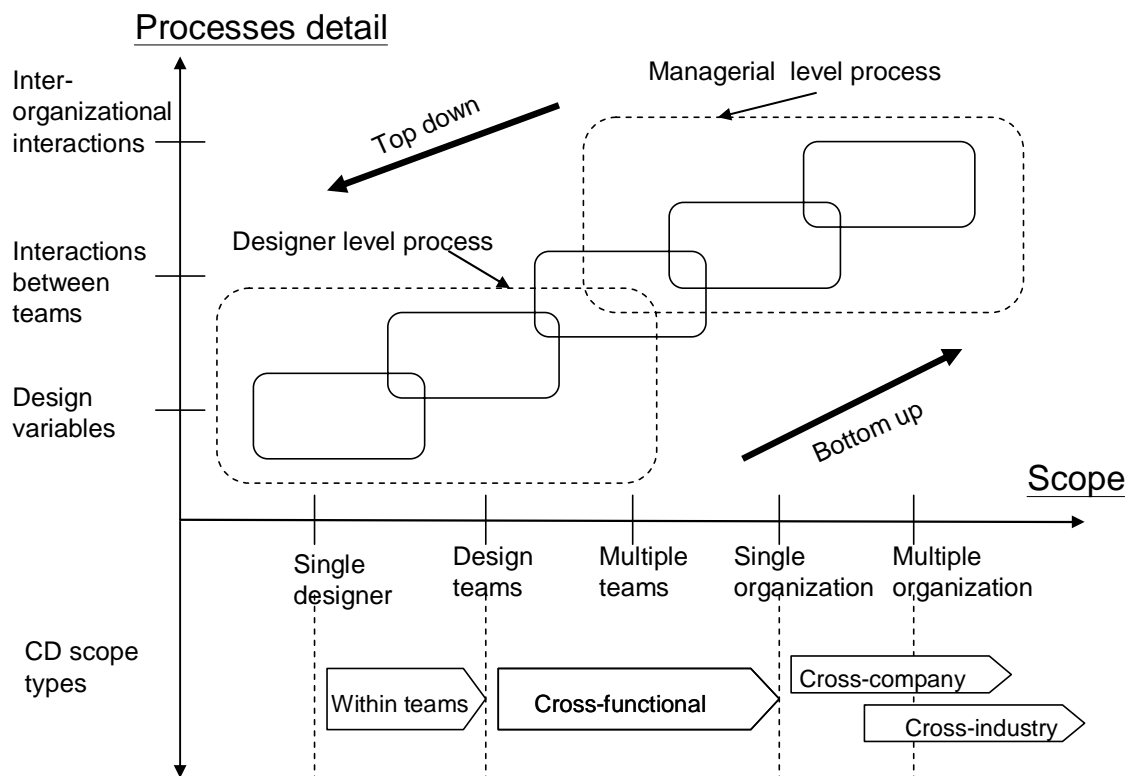 Processes detail
Inter-
organizational
interactions
Managerial  level process
Top down
Interactions
between
teams
Designer level process
Design
variables
Bottom up
Scope
Single
designer
Design
teams
Multiple
teams
Single
organization
Multiple
organization
CD scope
types
Within teams
Cross-functional
Cross-company
Cross-industry